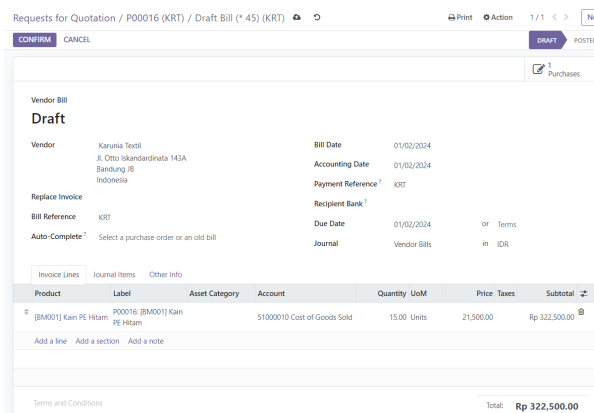 Requests for Quotation / P00016 (KRT) / Draft Bill (* 45) (KRT) Print Action 1 / 1
CONFIRM CANCEL DRAFT
1
Purchases
Vendor Bill
Draft
Vendor Karunia Textil Bill Date 01/02/2024
Jl. Otto Iskandardinata 143A
Bandung JB Accounting Date 01/02/2024
Indonesia
Payment Reference ? KRT
Replace Invoice Recipient Bank ?
Bill Reference KRT Due Date 01/02/2024 or Terms
Auto-Complete ? Select a purchase order or an old bill
Journal Vendor Bills in IDR
Invoice Lines Journal Items Other Info
Product Label Asset Category Account Quantity UoM Price Taxes Subtotal
[BM001] Kain PE Hitam P00016: [BM001] Kain PE Hitam 51000010 Cost of Goods Sold 15.00 Units 21,500.00 Rp 322,500.00
Add a line Add a section Add a note
Terms and Conditions
Total: Rp 322,500.00